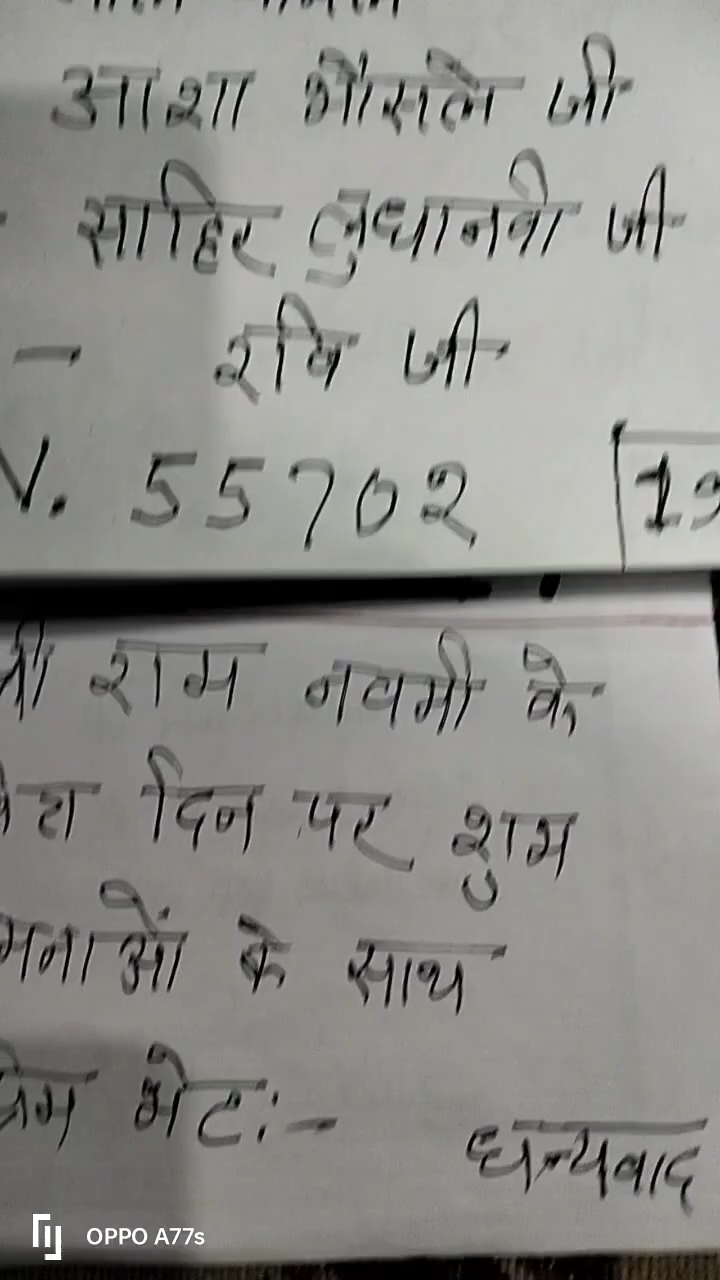 आशा भोंसले जी
- साहिर लुधानवी जी
- रवि जी
V. 55702
राम नवमी के
दिन पर शुभ
के साथ
भेट:- धन्यवाद
OPPO A77s